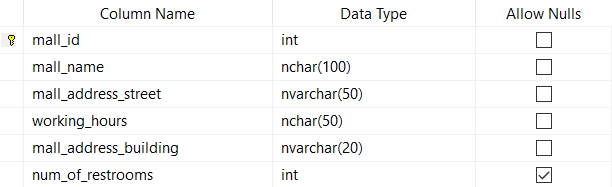 Column Name Data Type Allow Nulls
mall_id int
mall_name nchar(100)
mall_address_street nvarchar(50)
working_hours nchar(50)
mall_address_building nvarchar(20)
num_of_restrooms int